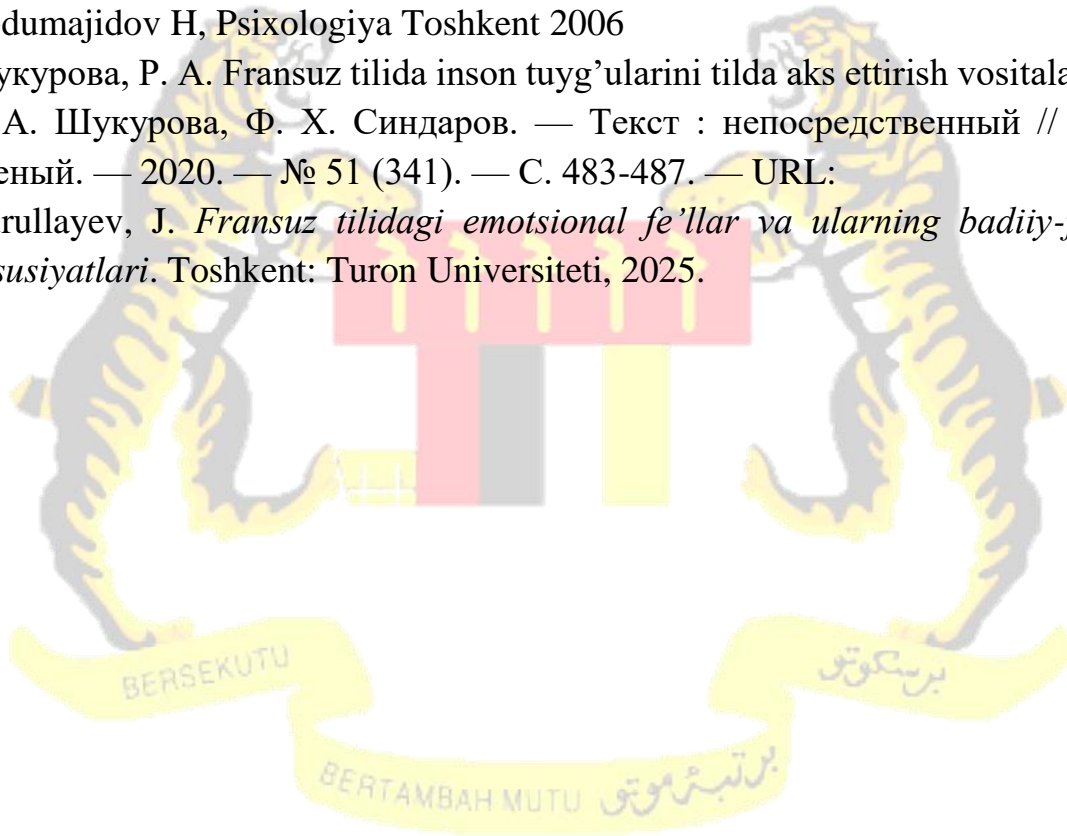 dumajidov H, Psixologiya Toshkent 2006
укурова, Р. А. Fransuz tilida inson tuyg’ularini tilda aks ettirish vositala
А. Шукурова, Ф. Х. Синдаров. — Текст : непосредственный //
еный. — 2020. — № 51 (341). — С. 483-487. — URL:
rullayev, J. Fransuz tilidagi emotsional fe’llar va ularning badiiy-
susiyatlari. Toshkent: Turon Universiteti, 2025.
BERSEKUTU برسكوتو
BERTAMBAH MUTU برتمبه موتو